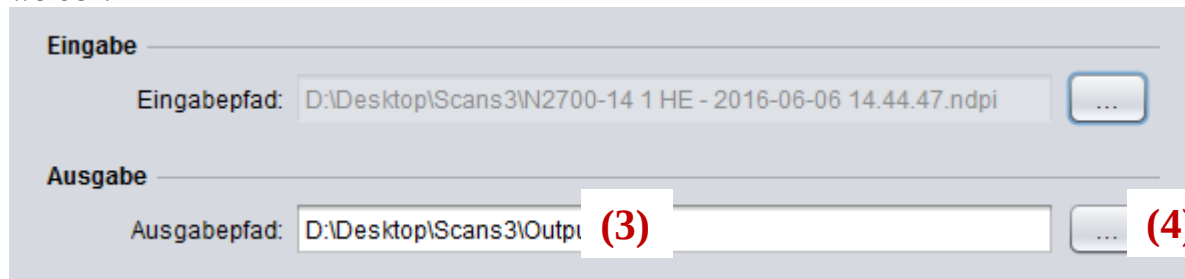 Eingabe
Eingabepfad: D:\Desktop\Scans3\N2700-14 1 HE - 2016-06-06 14.44.47.ndpi ...
Ausgabe
Ausgabepfad: D:\Desktop\Scans3\Outpu (3) ... (4)